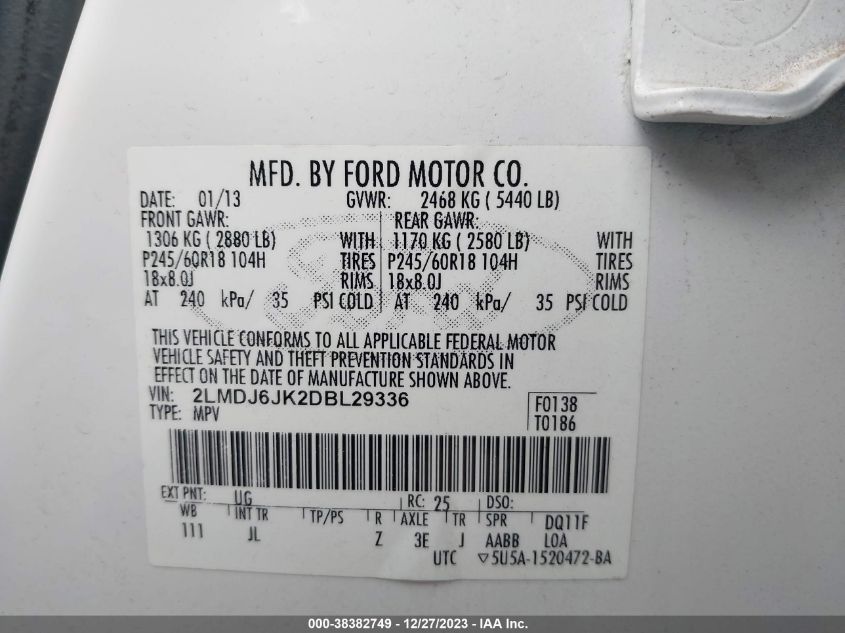 MFD. BY FORD MOTOR CO.
DATE: 01/13 GVWR: 2468 KG ( 5440 LB)
FRONT GAWR: REAR GAWR:
1306 KG ( 2880 LB) WITH 1170 KG ( 2580 LB) WITH
P245/60R18 104H TIRES P245/60R18 104H TIRES
18x8.0J RIMS 18x8.0J RIMS
AT 240 kPa/ 35 PSI COLD AT 240 kPa/ 35 PSI COLD
THIS VEHICLE CONFORMS TO ALL APPLICABLE FEDERAL MOTOR
VEHICLE SAFETY AND THEFT PREVENTION STANDARDS IN
EFFECT ON THE DATE OF MANUFACTURE SHOWN ABOVE.
VIN: 2LMDJ6JK2DBL29336 F0138
TYPE: MPV T0186
EXT PNT: UG RC: 25 DSO:
WB INT TR TP/PS R AXLE TR SPR DQ11F
111 JL Z 3E J AABB LOA
UTC ▽5U5A-1520472-BA
000-38382749 - 12/27/2023 - IAA Inc.